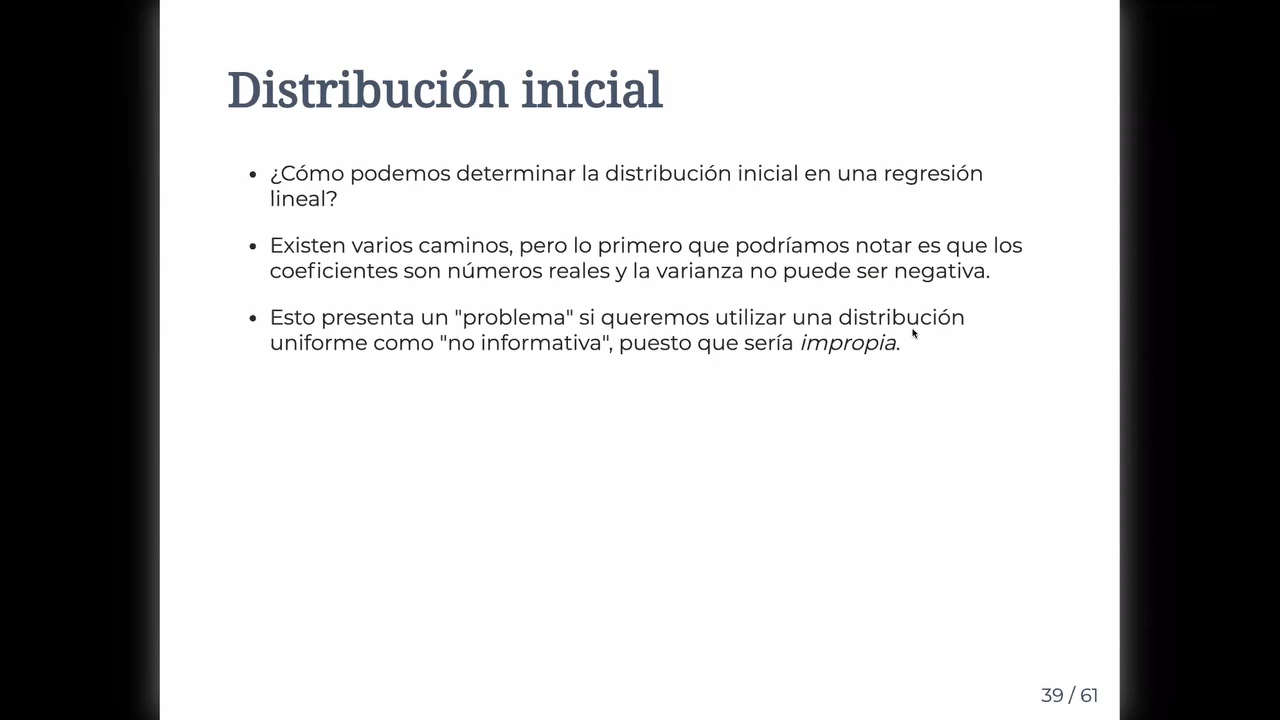 Distribución inicial
• ¿Cómo podemos determinar la distribución inicial en una regresión
lineal?
• Existen varios caminos, pero lo primero que podríamos notar es que los
coeficientes son números reales y la varianza no puede ser negativa.
• Esto presenta un "problema" si queremos utilizar una distribución
uniforme como "no informativa", puesto que sería impropia.
39 / 61